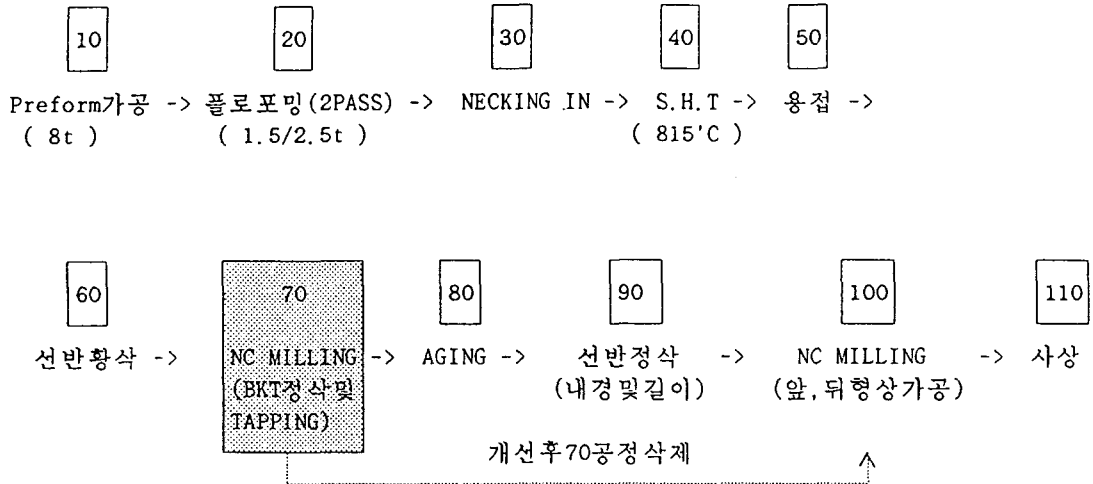 10 20 30 40 50
Preform가공 -> 플로포밍(2PASS) -> NECKING IN -> S.H.T -> 용접 ->
( 8t ) ( 1.5/2.5t ) ( 815'C )
60 70 80 90 100 110
선반황삭 -> NC MILLING -> AGING -> 선반정삭 -> NC MILLING -> 사상
(BKT정삭및 (내경및길이) (앞,뒤형상가공)
TAPPING)
개선후70공정삭제